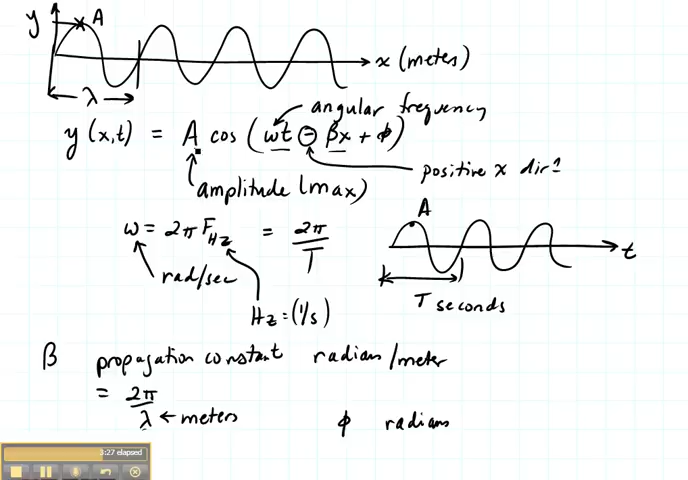 y A
x (meters)
λ
angular frequency
y(x,t) = A cos (ωt - βx + φ)
positive x dir?
amplitude (max)
A
ω = 2π F_Hz = 2π/T
t
rad/sec
T seconds
Hz = (1/s)
β propagation constant radian/meter
= 2π
λ ← meters φ radians
3:27 elapsed